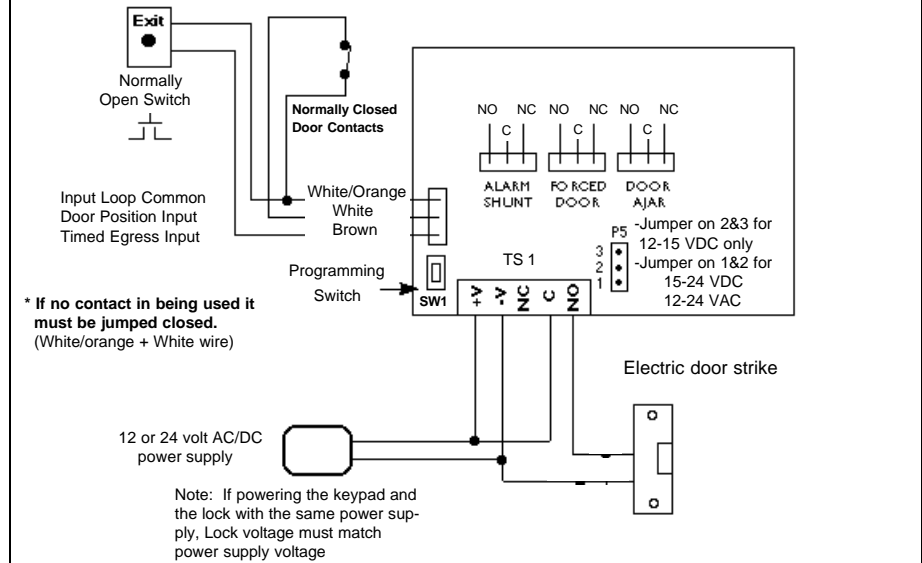 Exit
Normally
Open Switch
Normally Closed
Door Contacts
NO NC NO NC NO NC
C C C
ALARM
SHUNT
FORCED
DOOR
DOOR
AJAR
Input Loop Common
Door Position Input
Timed Egress Input
White/Orange
White
Brown
P5
3
2
1
-Jumper on 2&3 for
12-15 VDC only
-Jumper on 1&2 for
15-24 VDC
12-24 VAC
Programming
Switch
SW1
TS 1
+V -V NC C NO
* If no contact in being used it
must be jumped closed.
(White/orange + White wire)
Electric door strike
12 or 24 volt AC/DC
power supply
Note: If powering the keypad and
the lock with the same power sup-
ply, Lock voltage must match
power supply voltage